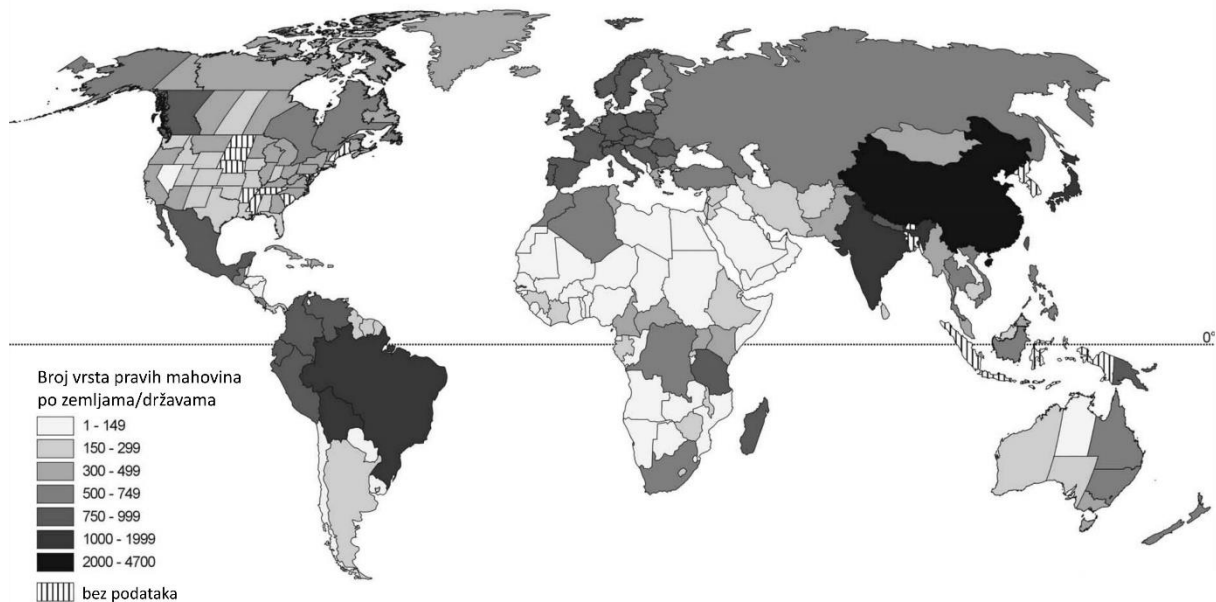 0°
Broj vrsta pravih mahovina
po zemljama/državama
1 - 149
150 - 299
300 - 499
500 - 749
750 - 999
1000 - 1999
2000 - 4700
bez podataka